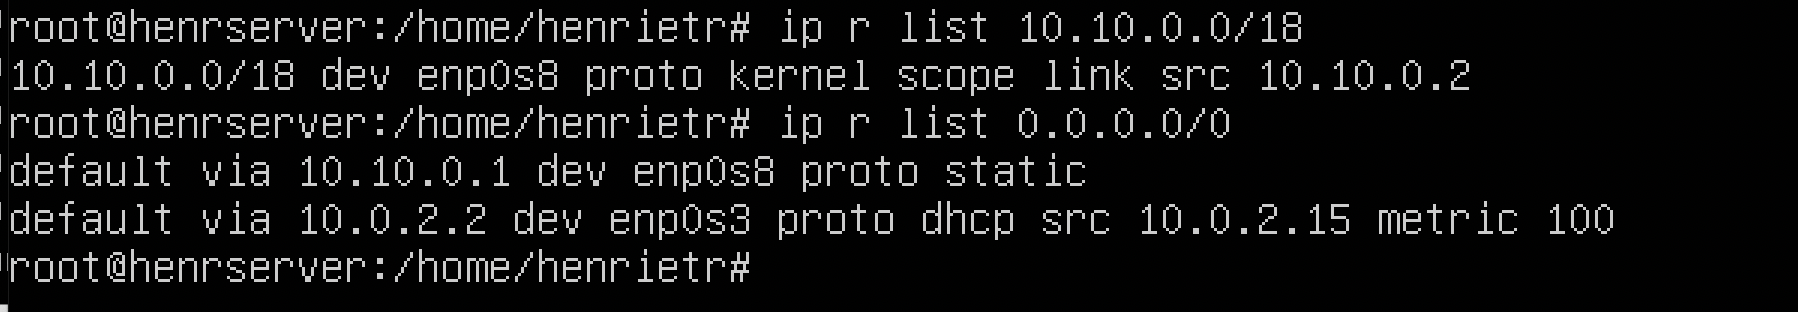 root@henrserver:/home/henrietr# ip r list 10.10.0.0/18
10.10.0.0/18 dev enp0s8 proto kernel scope link src 10.10.0.2
root@henrserver:/home/henrietr# ip r list 0.0.0.0/0
default via 10.10.0.1 dev enp0s8 proto static
default via 10.0.2.2 dev enp0s3 proto dhcp src 10.0.2.15 metric 100
root@henrserver:/home/henrietr#